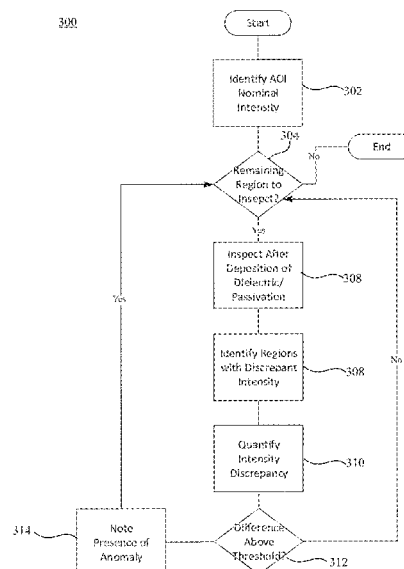 300
Start
Identify AOI
Nominal
Intensity
302
304
No
End
Remaining
Region to
Insepct?
Yes
Inspect After
Deposition of
Dielectric/
Passivation
308
Yes
Identify Regions
with Discrepant
Intensity
308
No
Quantify
Intensity
Discrepancy
310
314
Note
Presence of
Anomaly
Difference
Above
Threshold?
312